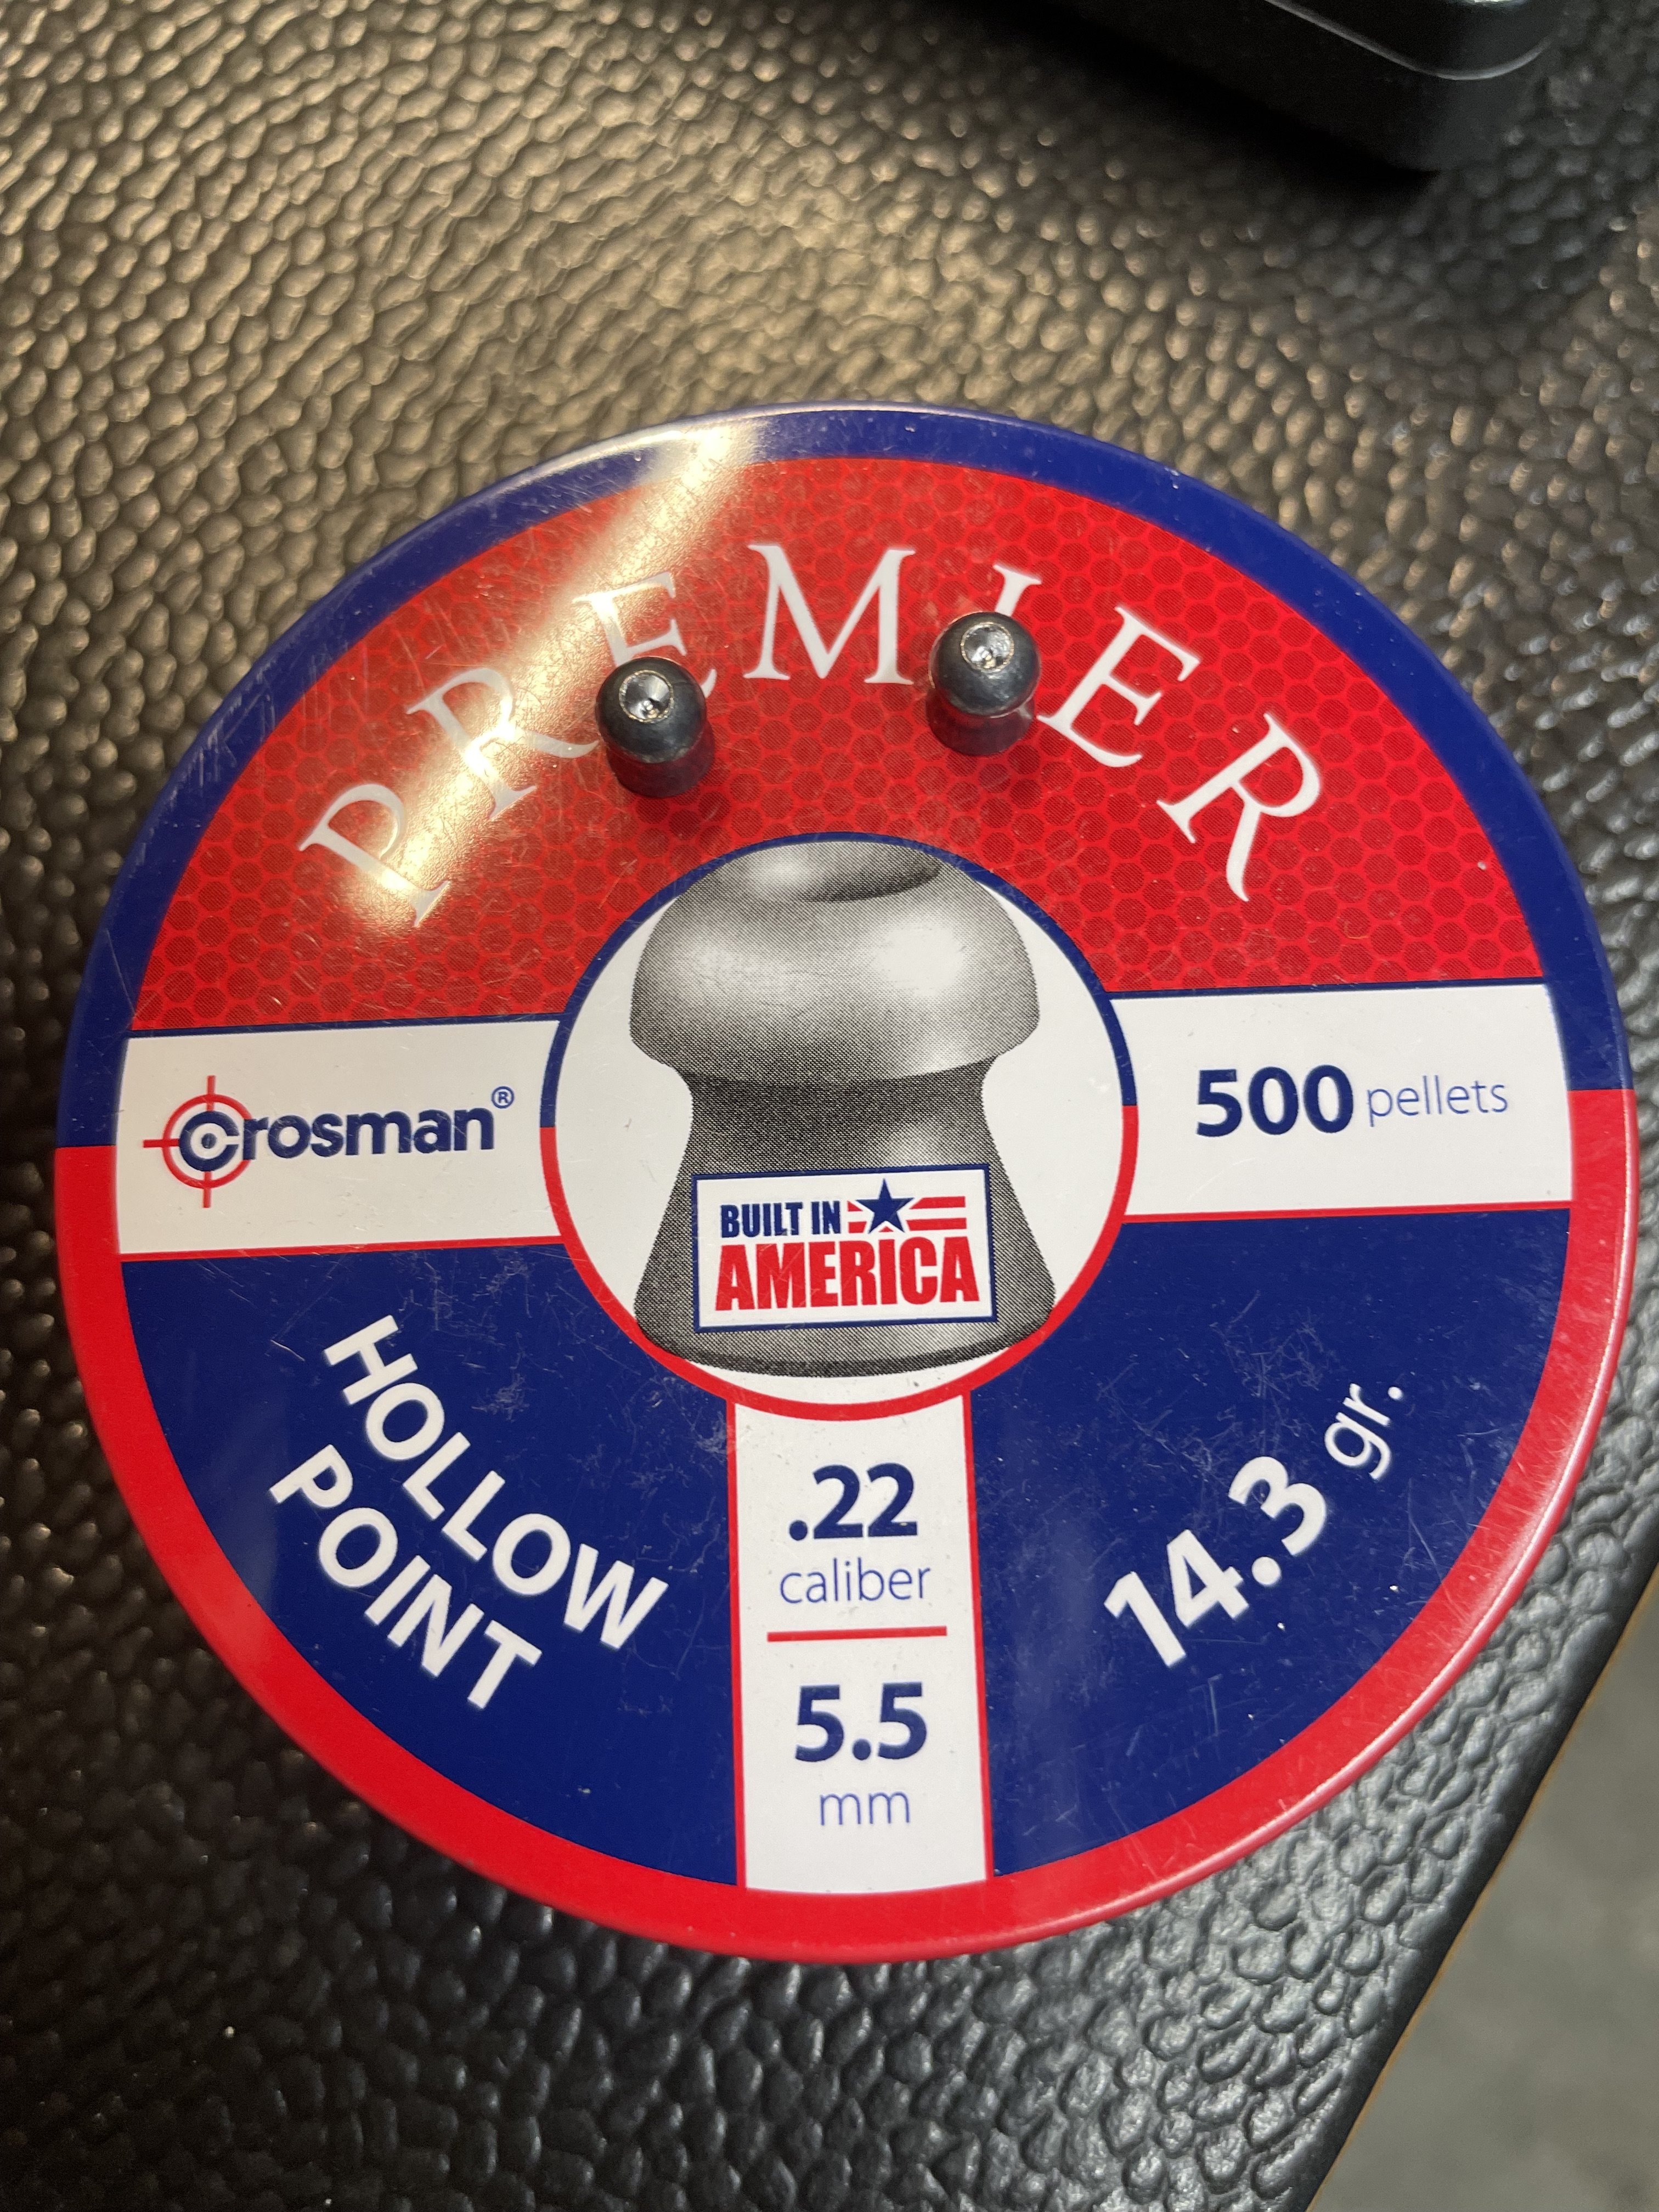 PREMIER
Crosman®
500 pellets
BUILT IN
AMERICA
HOLLOW
POINT
.22
caliber
5.5
mm
14.3 gr.